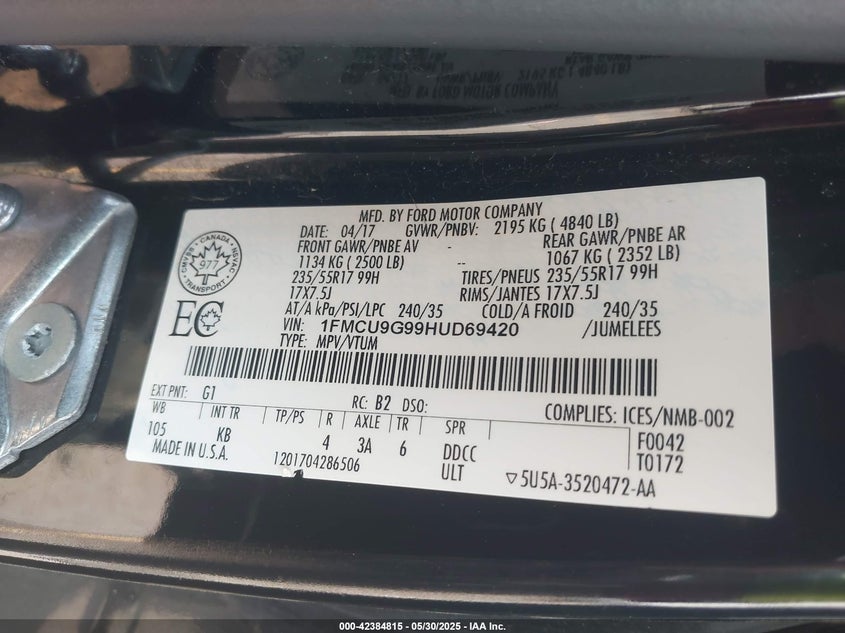 MFD. BY FORD MOTOR COMPANY
DATE: 04/17 GVWR/PNBV: 2195 KG ( 4840 LB)
FRONT GAWR/PNBE AV - REAR GAWR/PNBE AR
1134 KG ( 2500 LB) -- 1067 KG ( 2352 LB)
235/55R17 99H TIRES/PNEUS 235/55R17 99H
17X7.5J RIMS/JANTES 17X7.5J
AT/A kPa/PSI/LPC 240/35 COLD/A FROID 240/35
VIN: 1FMCU9G99HUD69420 /JUMELEES
TYPE: MPV/VTUM
CANADA
CMVSS NSVAC
977
TRANSPORT
EC
EXT PNT: G1 RC: B2 DSO: COMPLIES: ICES/NMB-002
WB INT TR TP/PS R AXLE TR SPR F0042
105 KB 4 3A 6 DDCC T0172
MADE IN U.S.A. 1201704286506 ULT ▽5U5A-3520472-AA
000-42384815 - 05/30/2025 - IAA Inc.